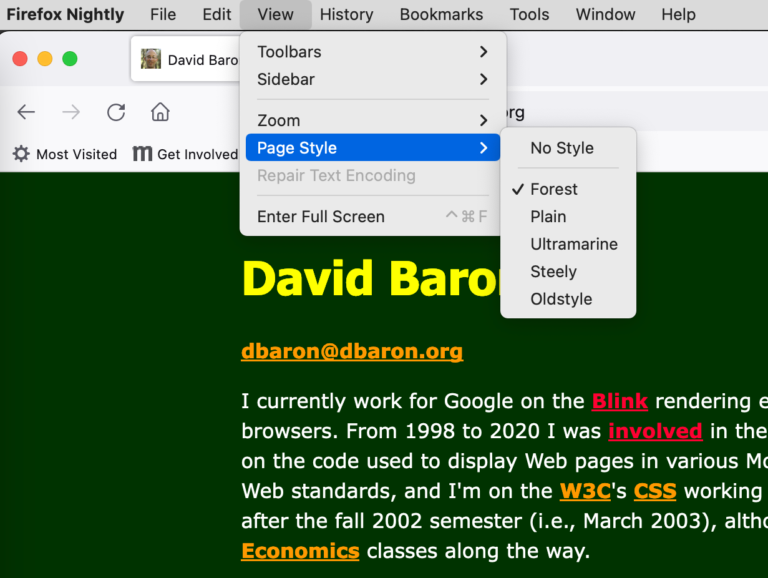 Firefox Nightly File Edit View History Bookmarks Tools Window Help
David Baro
Toolbars
Sidebar
Zoom
Page Style
Repair Text Encoding
Enter Full Screen ^⌘F
org
No Style
✓ Forest
Plain
Ultramarine
Steely
Oldstyle
Most Visited m Get Involved
David Baro
dbaron@dbaron.org
I currently work for Google on the Blink rendering e
browsers. From 1998 to 2020 I was involved in the
on the code used to display Web pages in various Mo
Web standards, and I'm on the W3C's CSS working
after the fall 2002 semester (i.e., March 2003), altho
Economics classes along the way.